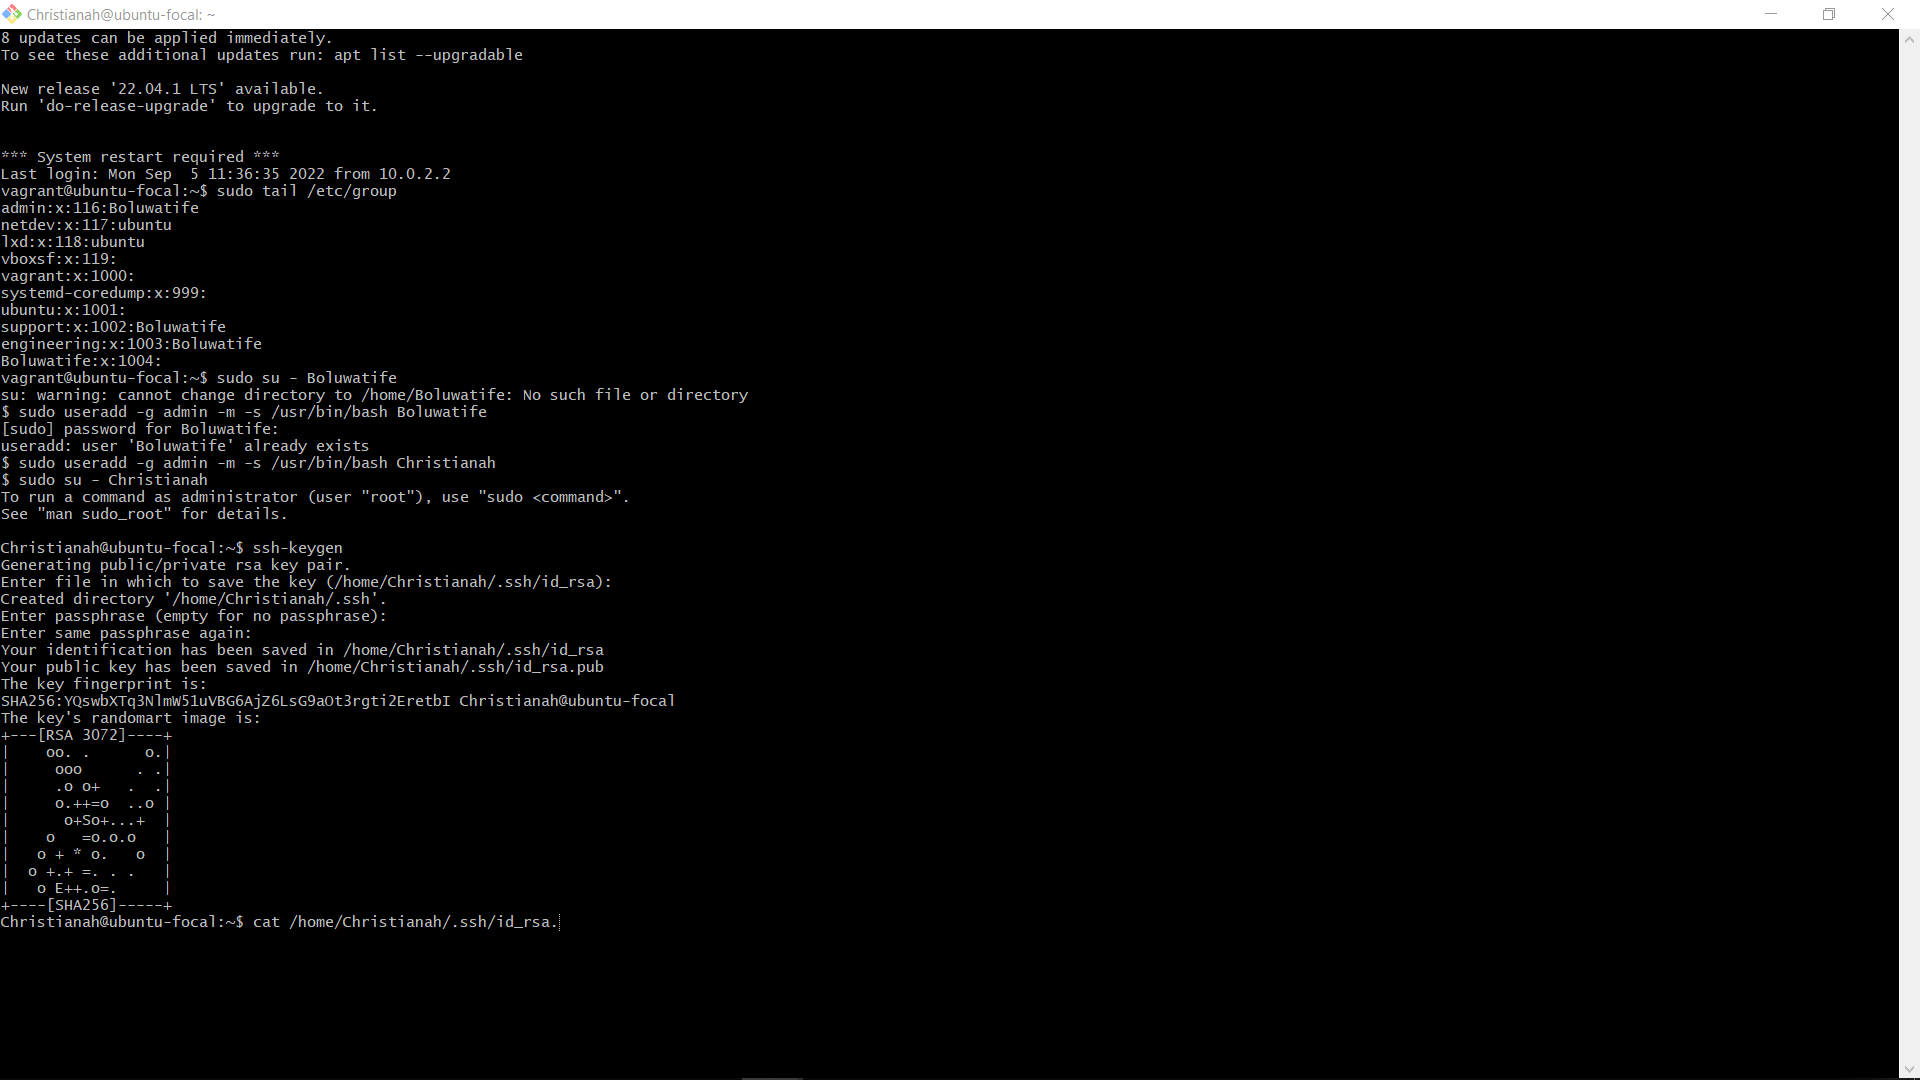 Christianah@ubuntu-focal: ~
8 updates can be applied immediately.
To see these additional updates run: apt list --upgradable
New release '22.04.1 LTS' available.
Run 'do-release-upgrade' to upgrade to it.
*** System restart required ***
Last login: Mon Sep  5 11:36:35 2022 from 10.0.2.2
vagrant@ubuntu-focal:~$ sudo tail /etc/group
admin:x:116:Boluwatife
netdev:x:117:ubuntu
lxd:x:118:ubuntu
vboxsf:x:119:
vagrant:x:1000:
systemd-coredump:x:999:
ubuntu:x:1001:
support:x:1002:Boluwatife
engineering:x:1003:Boluwatife
Boluwatife:x:1004:
vagrant@ubuntu-focal:~$ sudo su - Boluwatife
su: warning: cannot change directory to /home/Boluwatife: No such file or directory
$ sudo useradd -g admin -m -s /usr/bin/bash Boluwatife
[sudo] password for Boluwatife:
useradd: user 'Boluwatife' already exists
$ sudo useradd -g admin -m -s /usr/bin/bash Christianah
$ sudo su - Christianah
To run a command as administrator (user "root"), use "sudo <command>".
See "man sudo_root" for details.
Christianah@ubuntu-focal:~$ ssh-keygen
Generating public/private rsa key pair.
Enter file in which to save the key (/home/Christianah/.ssh/id_rsa):
Created directory '/home/Christianah/.ssh'.
Enter passphrase (empty for no passphrase):
Enter same passphrase again:
Your identification has been saved in /home/Christianah/.ssh/id_rsa
Your public key has been saved in /home/Christianah/.ssh/id_rsa.pub
The key fingerprint is:
SHA256:YQswbXTq3NlmW51uVBG6AjZ6LsG9aOt3rgti2EretbI Christianah@ubuntu-focal
The key's randomart image is:
+---[RSA 3072]----+
|    oo. .      o.|
|     ooo      . .|
|     .o o+   .  .|
|     o.++=o  ..o |
|      o+So+...+  |
|    o   =o.o.o   |
|   o + * o.   o  |
|  o +.+ =. . .   |
|   o E++.o=.     |
+----[SHA256]-----+
Christianah@ubuntu-focal:~$ cat /home/Christianah/.ssh/id_rsa.